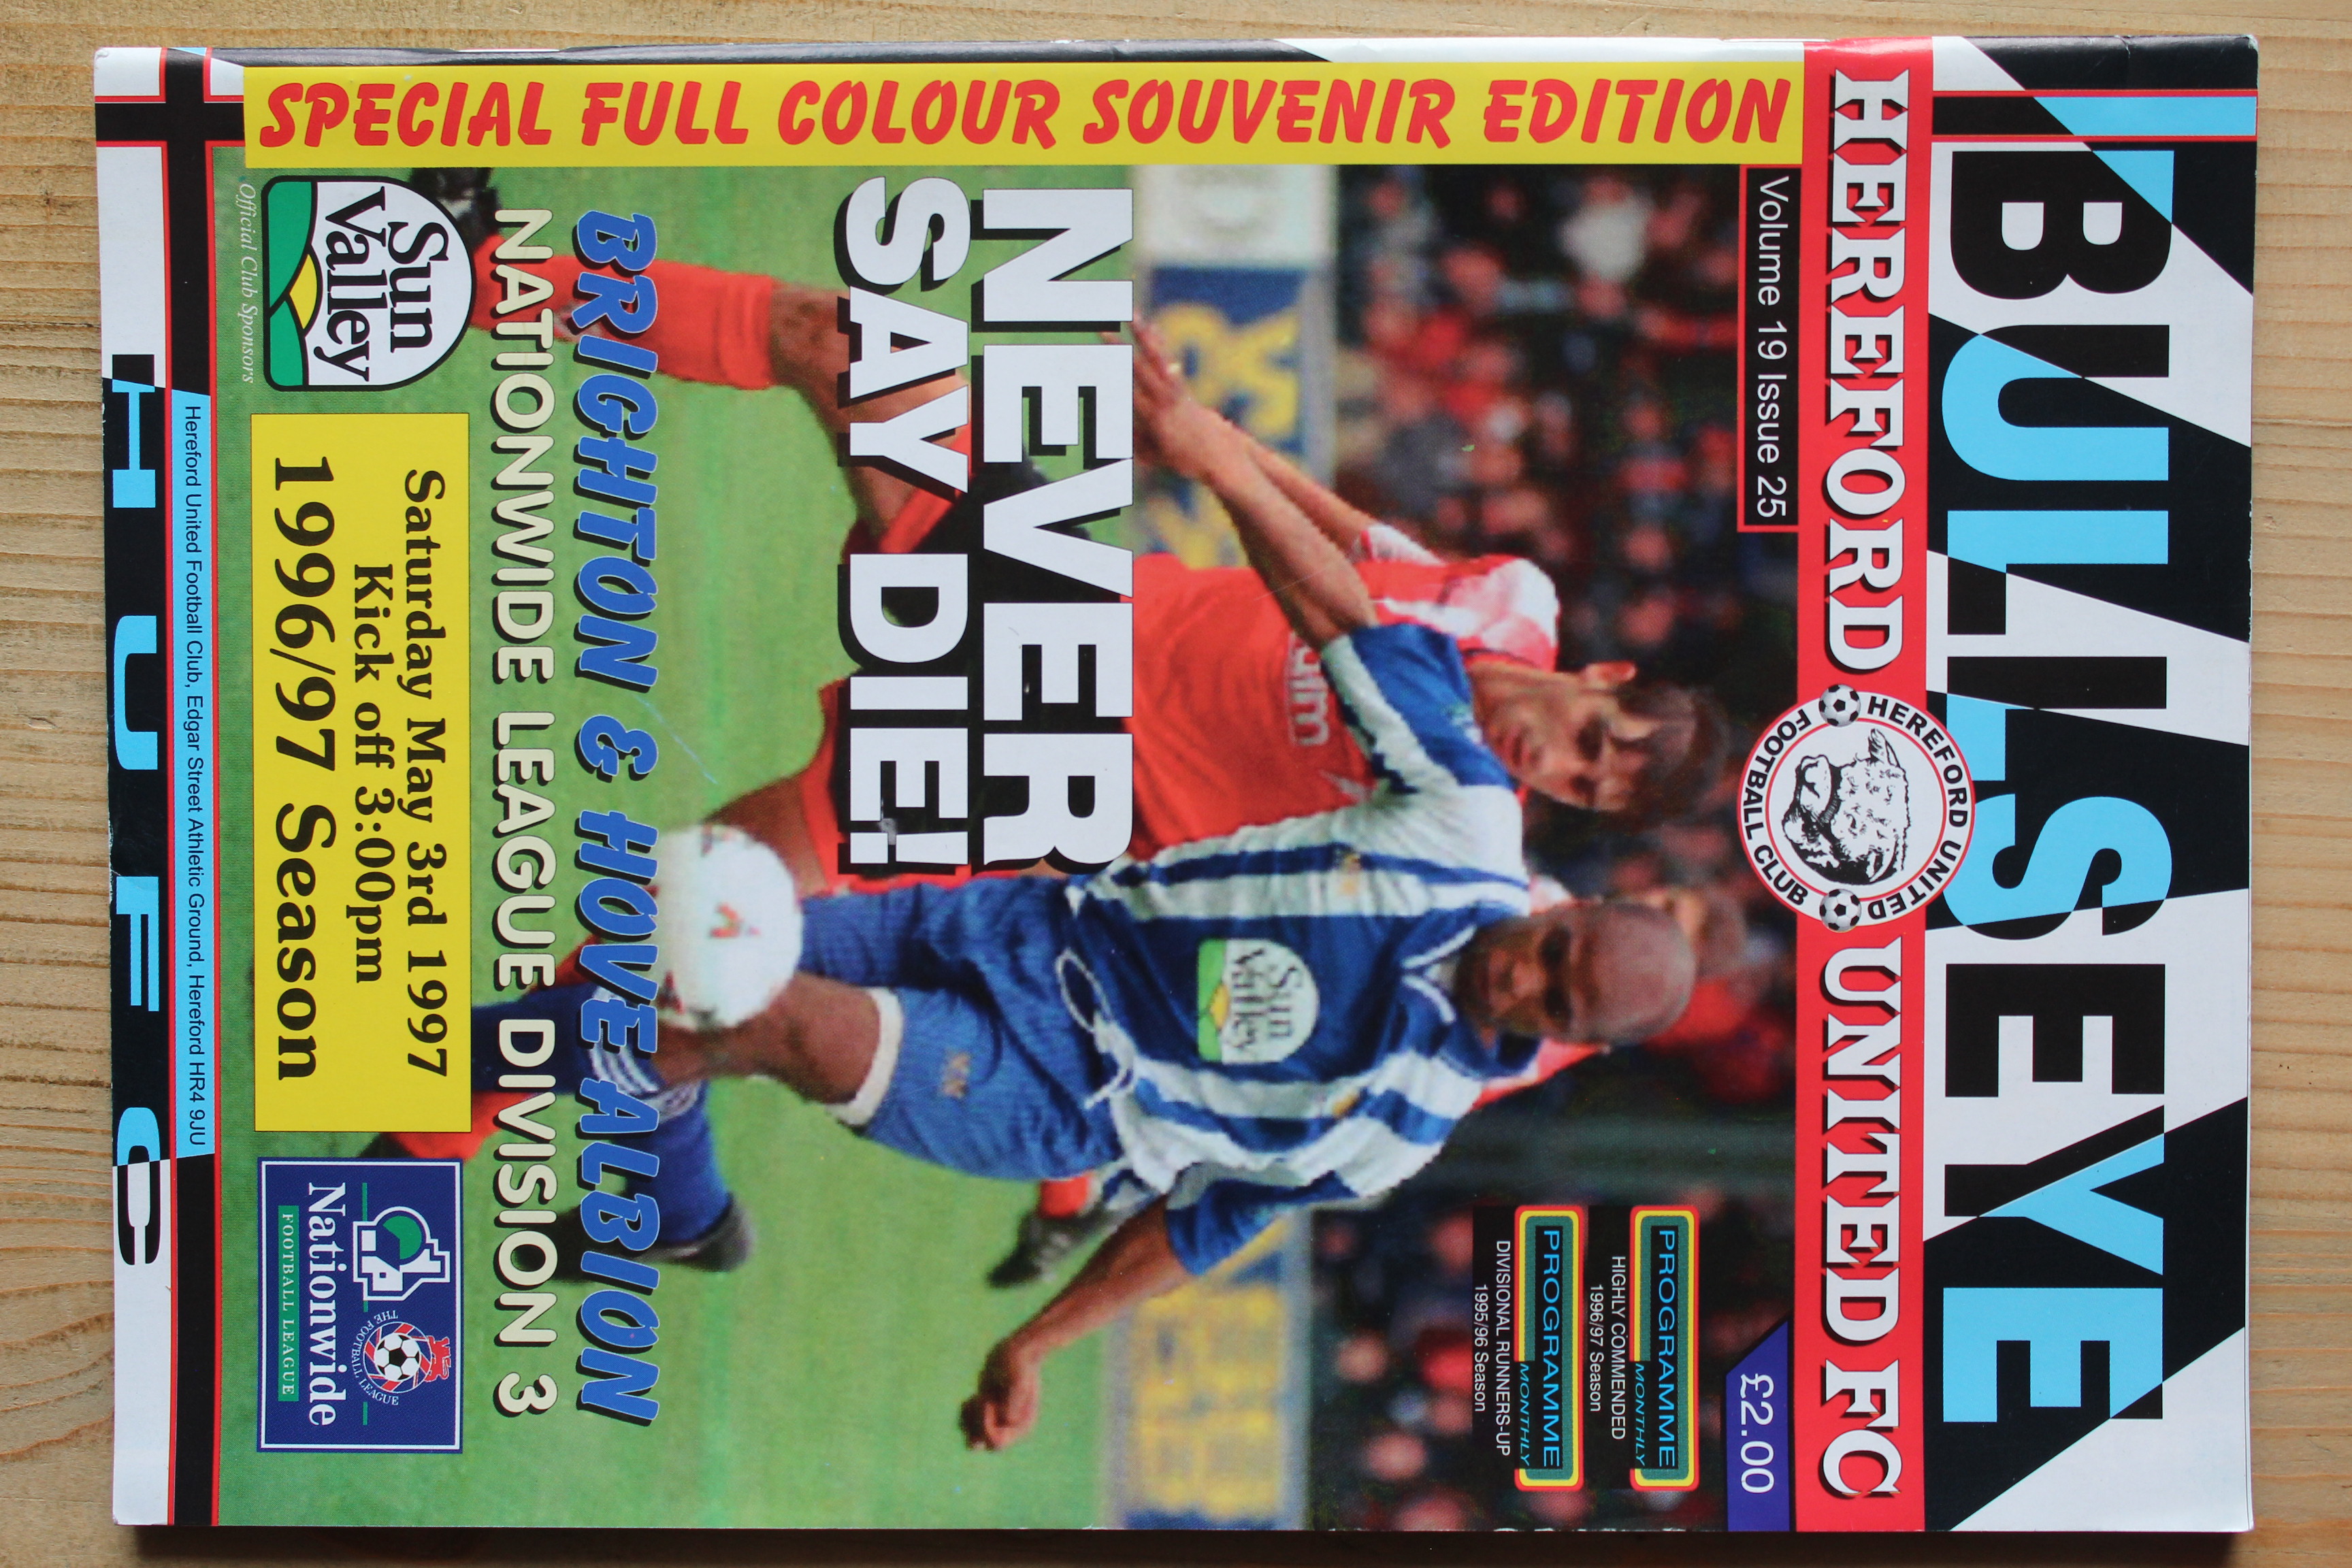 BULLSEYE
HEREFORD UNITED FC
HEREFORD UNITED
FOOTBALL CLUB
£2.00
Volume 19 Issue 25
SPECIAL FULL COLOUR SOUVENIR EDITION
PROGRAMME
MONTHLY
HIGHLY COMMENDED
1996/97 Season
PROGRAMME
MONTHLY
DIVISIONAL RUNNERS-UP
1995/96 Season
Sun
Valley
NEVER
SAY DIE!
BRIGHTON & HOVE ALBION
NATIONWIDE LEAGUE DIVISION 3
Sun
Valley
Official Club Sponsors
Saturday May 3rd 1997
Kick off 3:00pm
1996/97 Season
THE FOOTBALL LEAGUE
Nationwide
FOOTBALL LEAGUE
Hereford United Football Club, Edgar Street Athletic Ground, Hereford HR4 9JU
HUFC